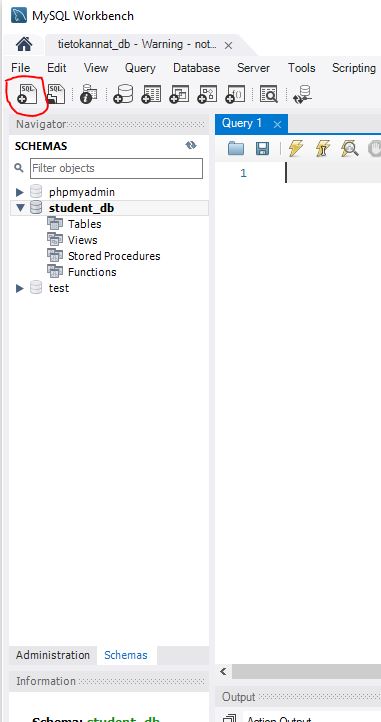 MySQL Workbench
tietokannat_db - Warning - not... ×
File Edit View Query Database Server Tools Scripting
SQL SQL
Navigator
Query 1 ×
SCHEMAS
Filter objects
1
phpmyadmin
student_db
Tables
Views
Stored Procedures
Functions
test
Administration Schemas
Information
Output
Schema: student_db
Action Output